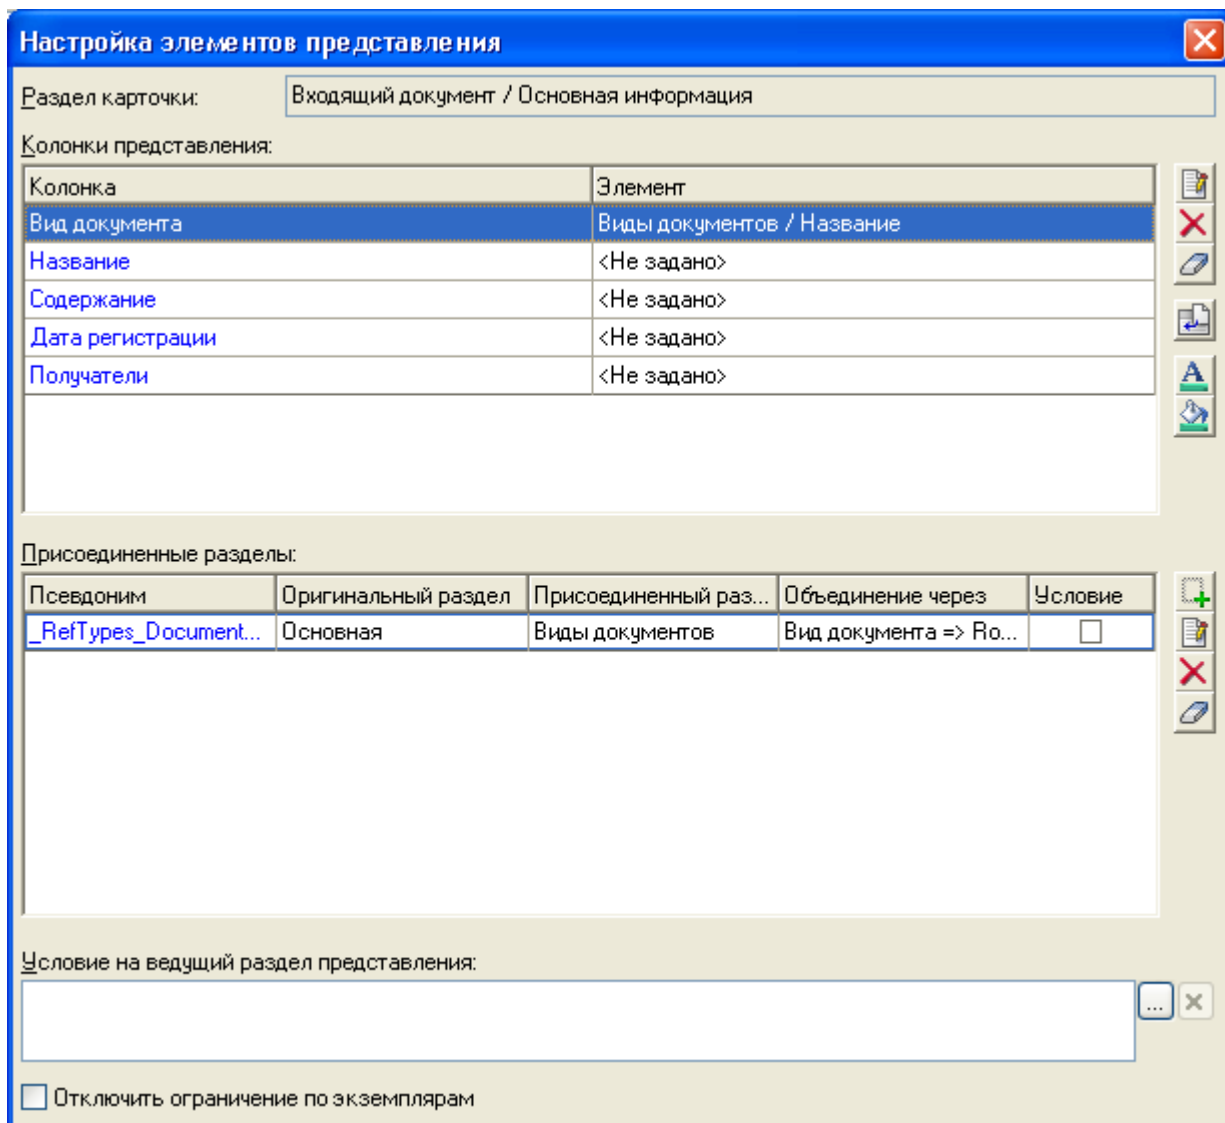 Настройка элементов представления
Раздел карточки: Входящий документ / Основная информация
Колонки представления:
Колонка Элемент
Вид документа Виды документов / Название
Название <Не задано>
Содержание <Не задано>
Дата регистрации <Не задано>
Получатели <Не задано>
Присоединенные разделы:
Псевдоним Оригинальный раздел Присоединенный раз... Объединение через Условие
_RefTypes_Document... Основная Виды документов Вид документа => Ro...
Условие на ведущий раздел представления:
...
Отключить ограничение по экземплярам